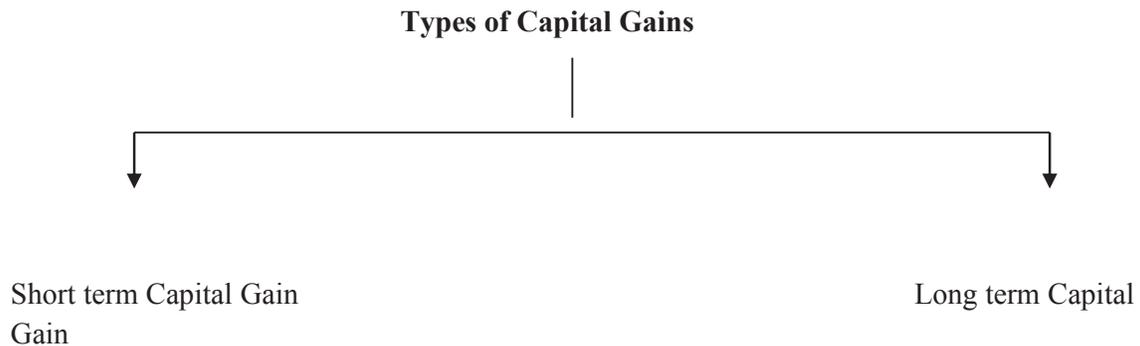 Types of Capital Gains
Short term Capital Gain
Long term Capital
Gain